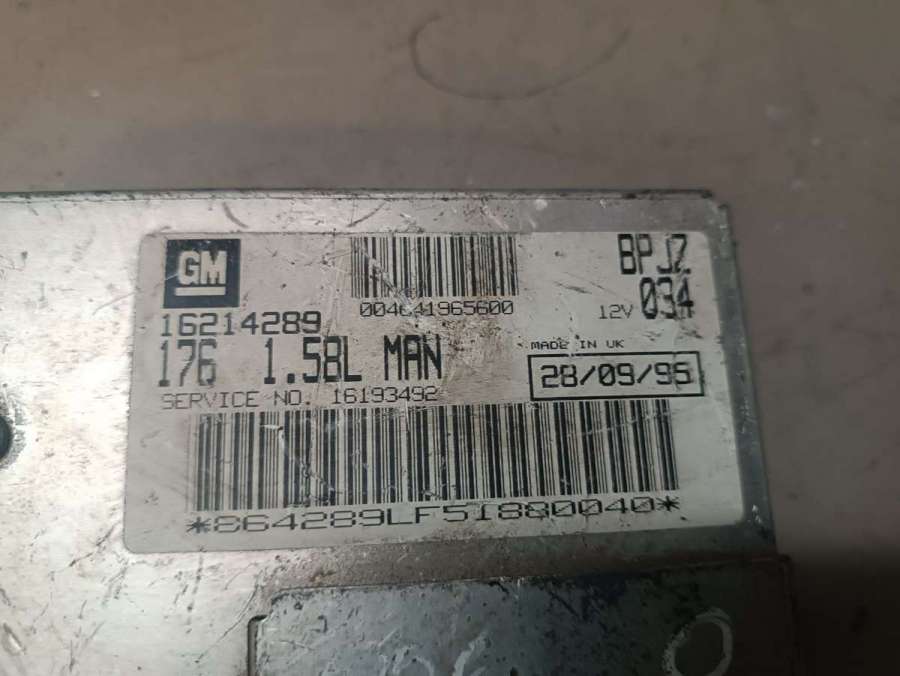 GM
004641965600
BPJZ
12V 034
16214289
176 1.58L MAN
MADE IN UK
28/09/95
SERVICE NO. 16193492
*864289LF5I880040*